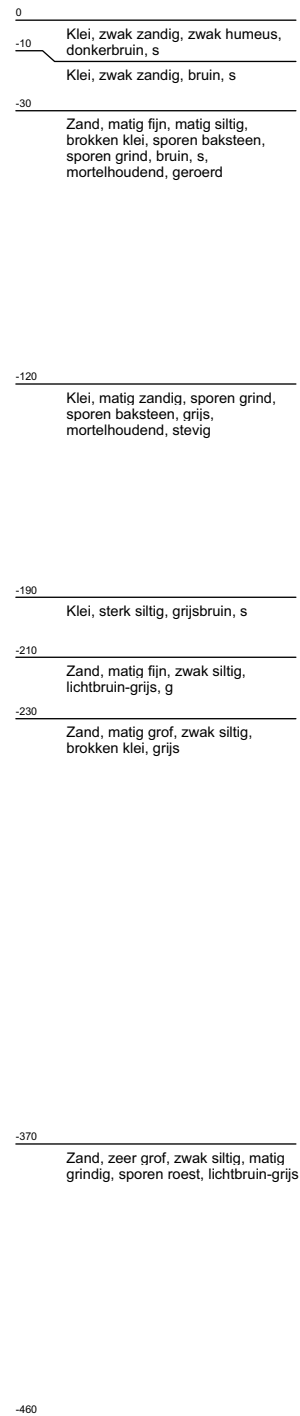 0
Klei, zwak zandig, zwak humeus,
donkerbruin, s
-10
Klei, zwak zandig, bruin, s
-30
Zand, matig fijn, matig siltig,
brokken klei, sporen baksteen,
sporen grind, bruin, s,
mortelhoudend, geroerd
-120
Klei, matig zandig, sporen grind,
sporen baksteen, grijs,
mortelhoudend, stevig
-190
Klei, sterk siltig, grijsbruin, s
-210
Zand, matig fijn, zwak siltig,
lichtbruin-grijs, g
-230
Zand, matig grof, zwak siltig,
brokken klei, grijs
-370
Zand, zeer grof, zwak siltig, matig
grindig, sporen roest, lichtbruin-grijs
-460